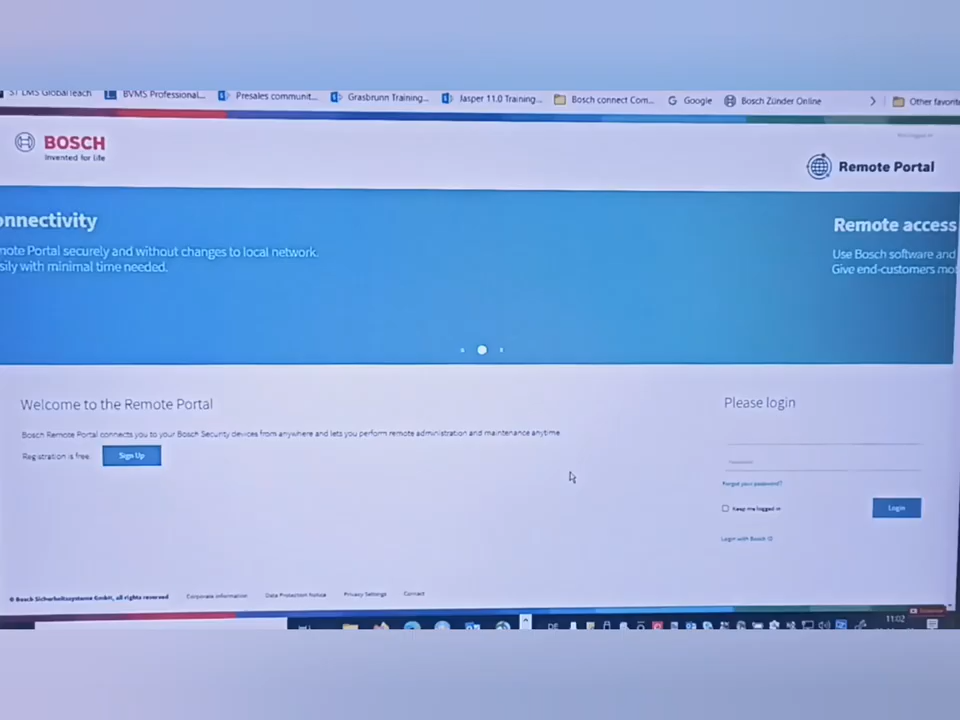 ST LMS GlobalTeach BVMS Professional... Presales communit... Grasbrunn Training... Jasper 11.0 Training... Bosch connect Com... Google Bosch Zünder Online Other favorit
BOSCH
Invented for life
Remote Portal
onnectivity
note Portal securely and without changes to local network.
sily with minimal time needed.
Remote access
Use Bosch software and
Give end-customers mo
Welcome to the Remote Portal
Bosch Remote Portal connects you to your Bosch Security devices from anywhere and lets you perform remote administration and maintenance anytime
Registration is free: Sign Up
Please login
Password
Forgot your password?
Keep me logged in
Login
Login with Bosch ID
© Bosch Sicherheitssysteme GmbH, all rights reserved Corporate information Data Protection Notice Privacy Settings Contact
DE 11:02